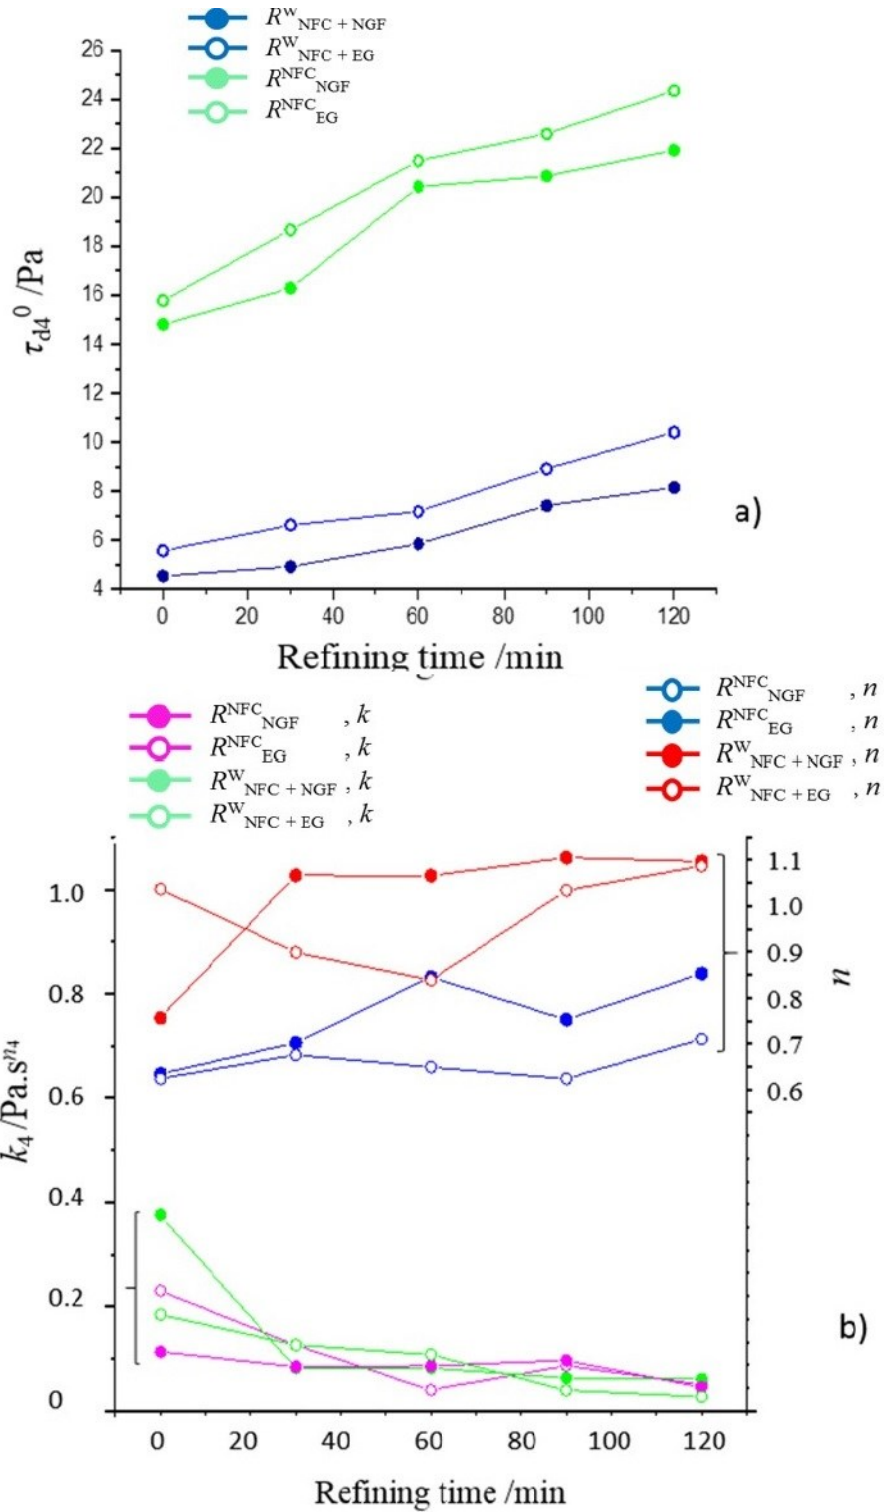 R^W_NFC + NGF
R^W_NFC + EG
R^NFC_NGF
R^NFC_EG
26
24
22
20
18
16
14
12
10
8
6
4
τ_d4^0 /Pa
a)
0 20 40 60 80 100 120
Refining time /min
R^NFC_NGF , k
R^NFC_EG , k
R^W_NFC + NGF , k
R^W_NFC + EG , k
R^NFC_NGF , n
R^NFC_EG , n
R^W_NFC + NGF , n
R^W_NFC + EG , n
1.0
0.8
0.6
0.4
0.2
0
k_4 /Pa.s^n_4
1.1
1.0
0.9
0.8
0.7
0.6
n
b)
0 20 40 60 80 100 120
Refining time /min